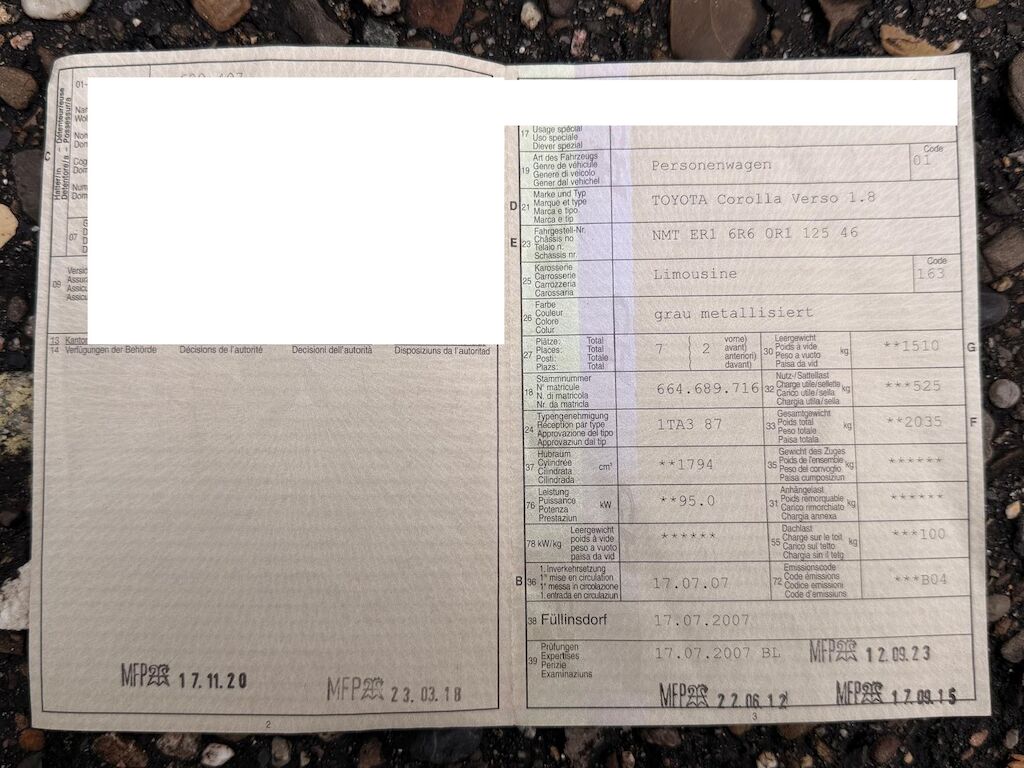 01-
C
Halter/in – Détenteur/euse
Detentore/a – Possessur/a
07
09
13 Kanton
14 Verfügungen der Behörde Décisions de l'autorité Decisioni dell'autorità Disposiziuns da l'autoritad
MFP 17.11.20
MFP 23.03.18
2
17 Usage spécial
Uso speciale
Diever spezial
19 Art des Fahrzeugs
Genre de véhicule
Genere di veicolo
Gener dal vehichel
Personenwagen
Code
01
D 21 Marke und Typ
Marque et type
Marca e tipo
Marca e tip
TOYOTA Corolla Verso 1.8
E 23 Fahrgestell-Nr.
Châssis no
Telaio n.
Schassis nr.
NMT ER1 6R6 0R1 125 46
25 Karosserie
Carrosserie
Carrozzeria
Carossaria
Limousine
Code
163
26 Farbe
Couleur
Colore
Colur
grau metallisiert
27 Plätze: Total
Places: Total
Posti: Totale
Plazs: Total
7 ( 2
vorne)
avant)
anteriori)
davant)
30 Leergewicht
Poids à vide
Peso a vuoto
Paisa da vid
kg
**1510
G
18 Stammnummer
N° matricule
N. di matricola
Nr. da matricla
664.689.716
32 Nutz-/Sattellast
Charge utile/sellette
Carico utile/sella
Chargia utila/sella
kg
***525
24 Typengenehmigung
Réception par type
Approvazione del tipo
Approvaziun dal tip
1TA3 87
33 Gesamtgewicht
Poids total
Peso totale
Paisa totala
kg
**2035
F
37 Hubraum
Cylindrée
Cilindrata
Cilindrada
cm³
**1794
35 Gewicht des Zuges
Poids de l'ensemble
Peso del convoglio
Paisa cumposiziun
kg
******
76 Leistung
Puissance
Potenza
Prestaziun
kW
**95.0
31 Anhängelast
Poids remorquable
Carico rimorchiato
Chargia annexa
kg
******
78 kW/kg
Leergewicht
poids à vide
peso a vuoto
paisa da vid
******
55 Dachlast
Charge sur le toit
Carico sul tetto
Chargia sin il tetg
kg
***100
B 36 1. Inverkehrsetzung
1re mise en circulation
1a messa in circolazione
1. entrada en circulaziun
17.07.07
72 Emissionscode
Code émissions
Codice emissioni
Code d'emissiuns
***B04
38 Füllinsdorf
17.07.2007
39 Prüfungen
Expertises
Perizie
Examinaziuns
17.07.2007 BL
MFP 12.09.23
MFP 22.06.12
MFP 17.09.15
3